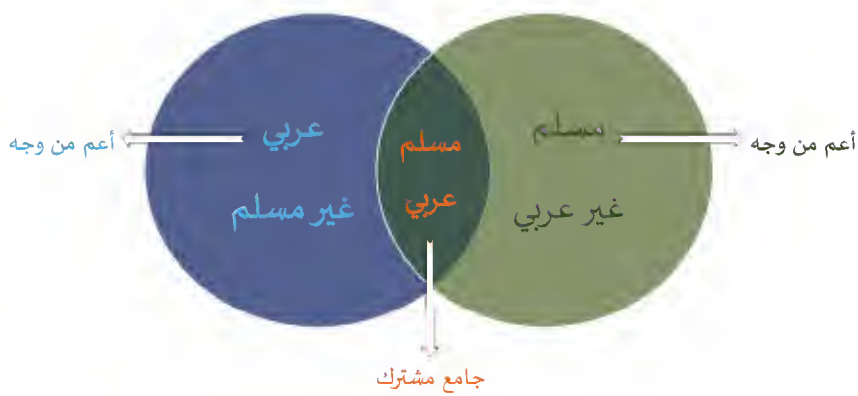 مسلم
غير عربي
مسلم
عربي
عربي
غير مسلم
أعم من وجه
أعم من وجه
جامع مشترك